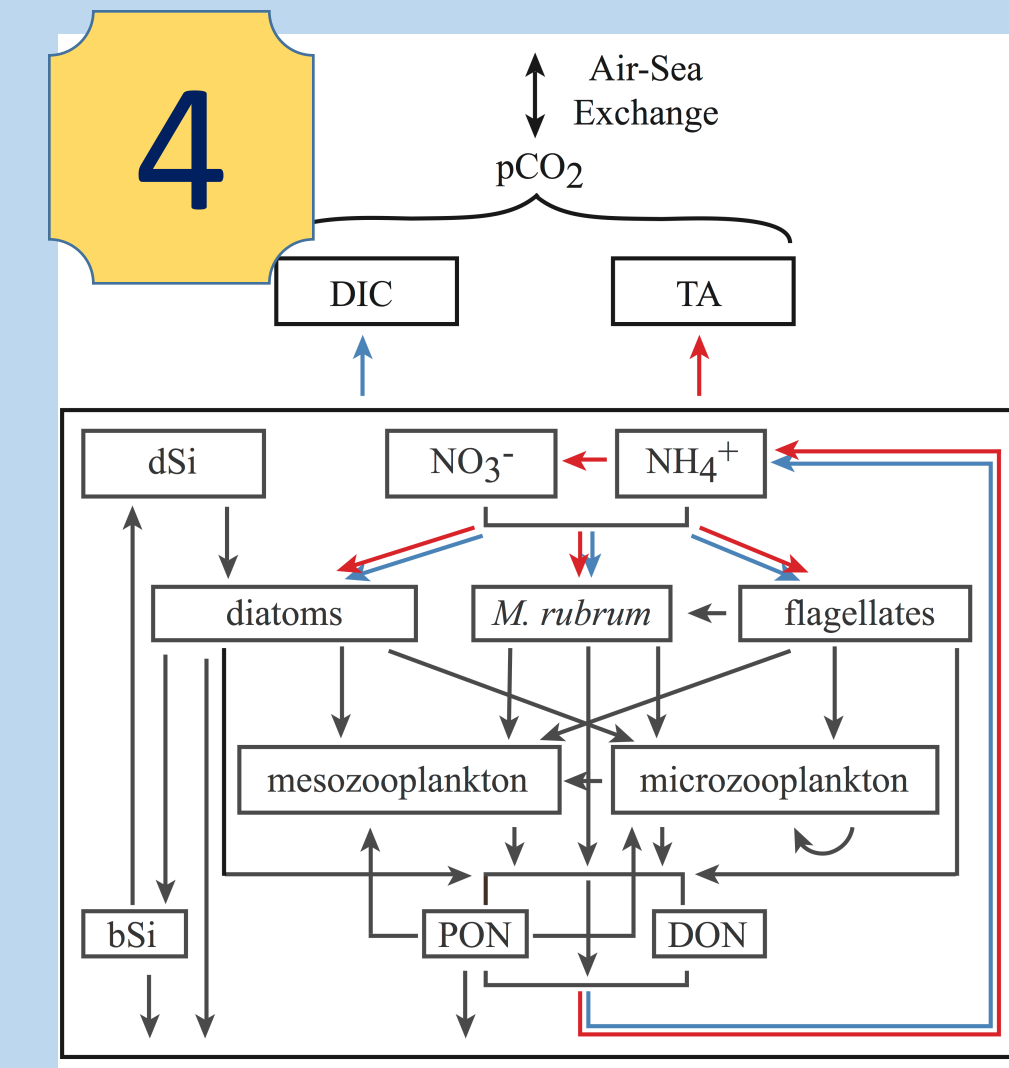 4
Air-Sea
Exchange
pCO2
DIC
TA
dSi
NO3-
NH4+
diatoms
M. rubrum
flagellates
mesozooplankton
microzooplankton
bSi
PON
DON